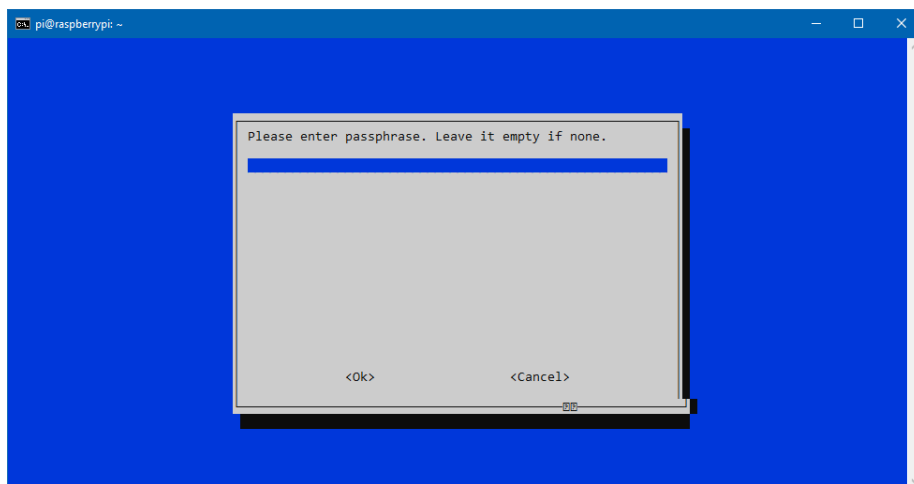 pi@raspberrypi: ~
Please enter passphrase. Leave it empty if none.
<Ok> <Cancel>